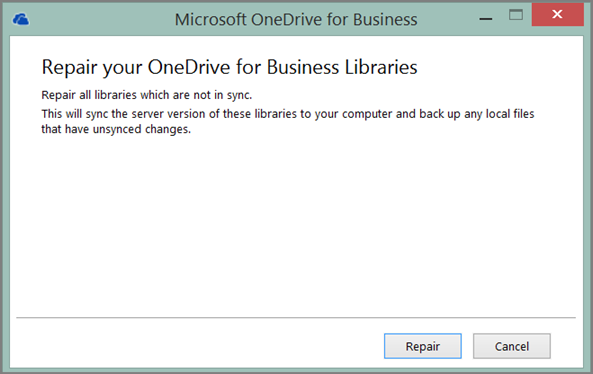 Microsoft OneDrive for Business
Repair your OneDrive for Business Libraries
Repair all libraries which are not in sync.
This will sync the server version of these libraries to your computer and back up any local files
that have unsynced changes.
Repair
Cancel